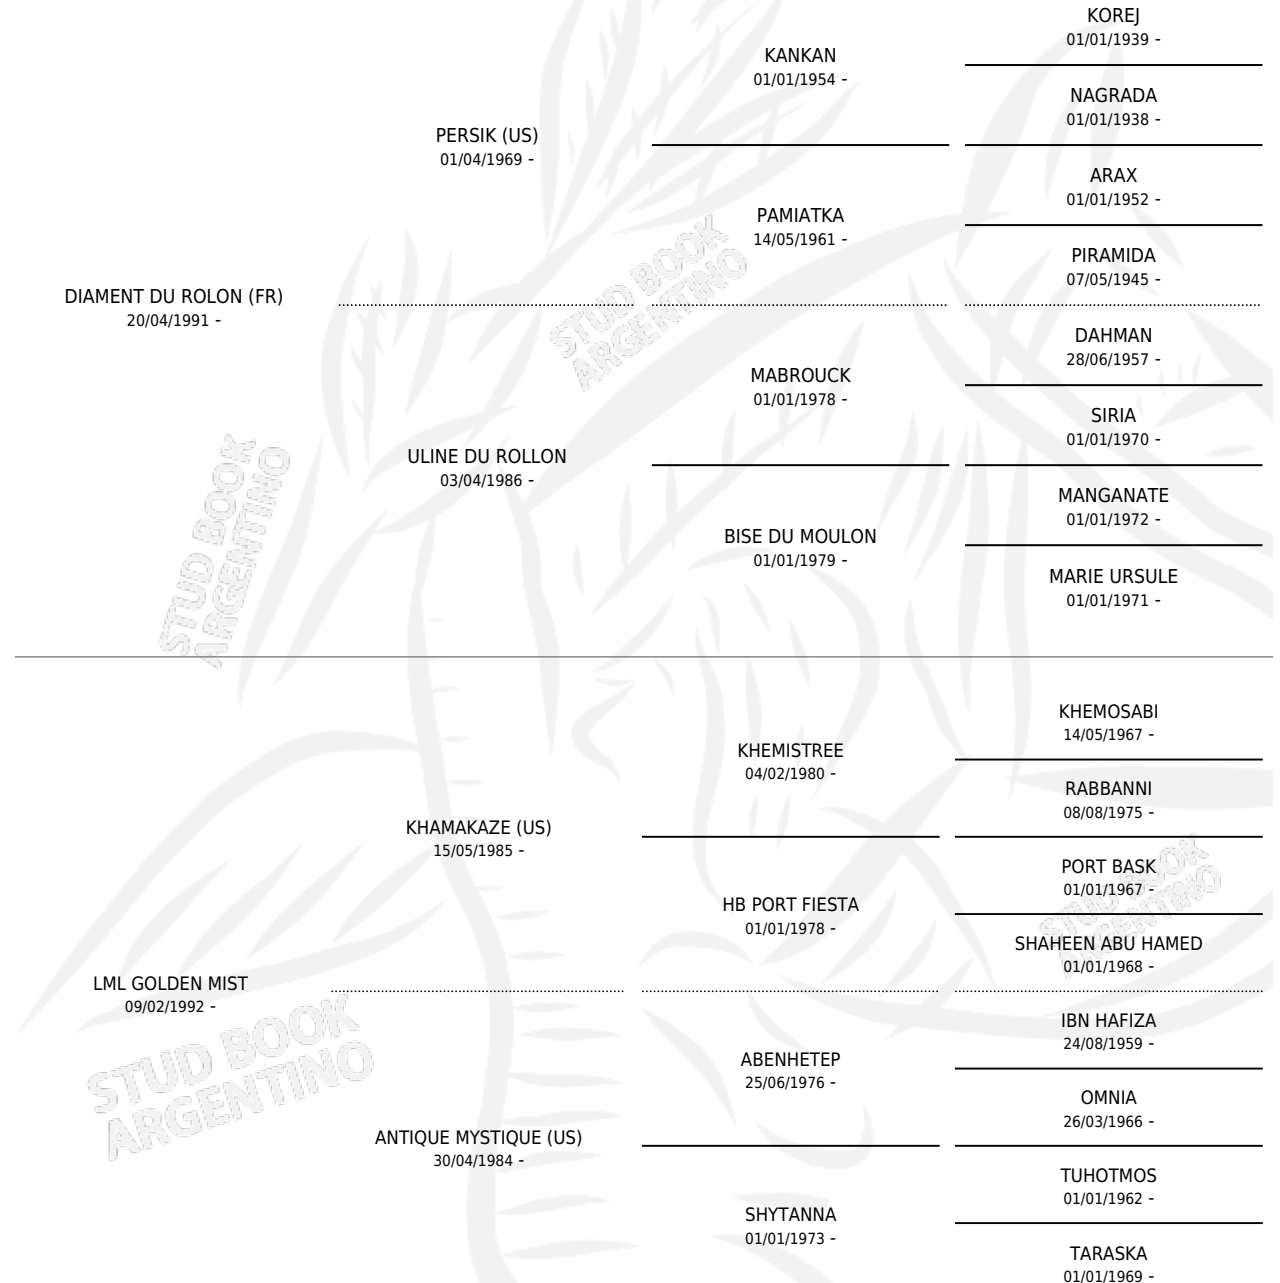 KOREJ
01/01/1939 -
KANKAN
01/01/1954 -
NAGRADA
01/01/1938 -
PERSIK (US)
01/04/1969 -
ARAX
01/01/1952 -
PAMIATKA
14/05/1961 -
PIRAMIDA
07/05/1945 -
DIAMENT DU ROLON (FR)
20/04/1991 -
DAHMAN
28/06/1957 -
MABROUCK
01/01/1978 -
SIRIA
01/01/1970 -
ULINE DU ROLLON
03/04/1986 -
MANGANATE
01/01/1972 -
BISE DU MOULON
01/01/1979 -
MARIE URSULE
01/01/1971 -
KHEMOSABI
14/05/1967 -
KHEMISTREE
04/02/1980 -
RABBANNI
08/08/1975 -
KHAMAKAZE (US)
15/05/1985 -
PORT BASK
01/01/1967 -
HB PORT FIESTA
01/01/1978 -
SHAHEEN ABU HAMED
01/01/1968 -
LML GOLDEN MIST
09/02/1992 -
IBN HAFIZA
24/08/1959 -
ABENHETEP
25/06/1976 -
OMNIA
26/03/1966 -
ANTIQUE MYSTIQUE (US)
30/04/1984 -
TUHOTMOS
01/01/1962 -
SHYTANNA
01/01/1973 -
TARASKA
01/01/1969 -
STUD BOOK
ARGENTINO
STUD BOOK
ARGENTINO
STUD BOOK
ARGENTINO
STUD BOOK
ARGENTINO